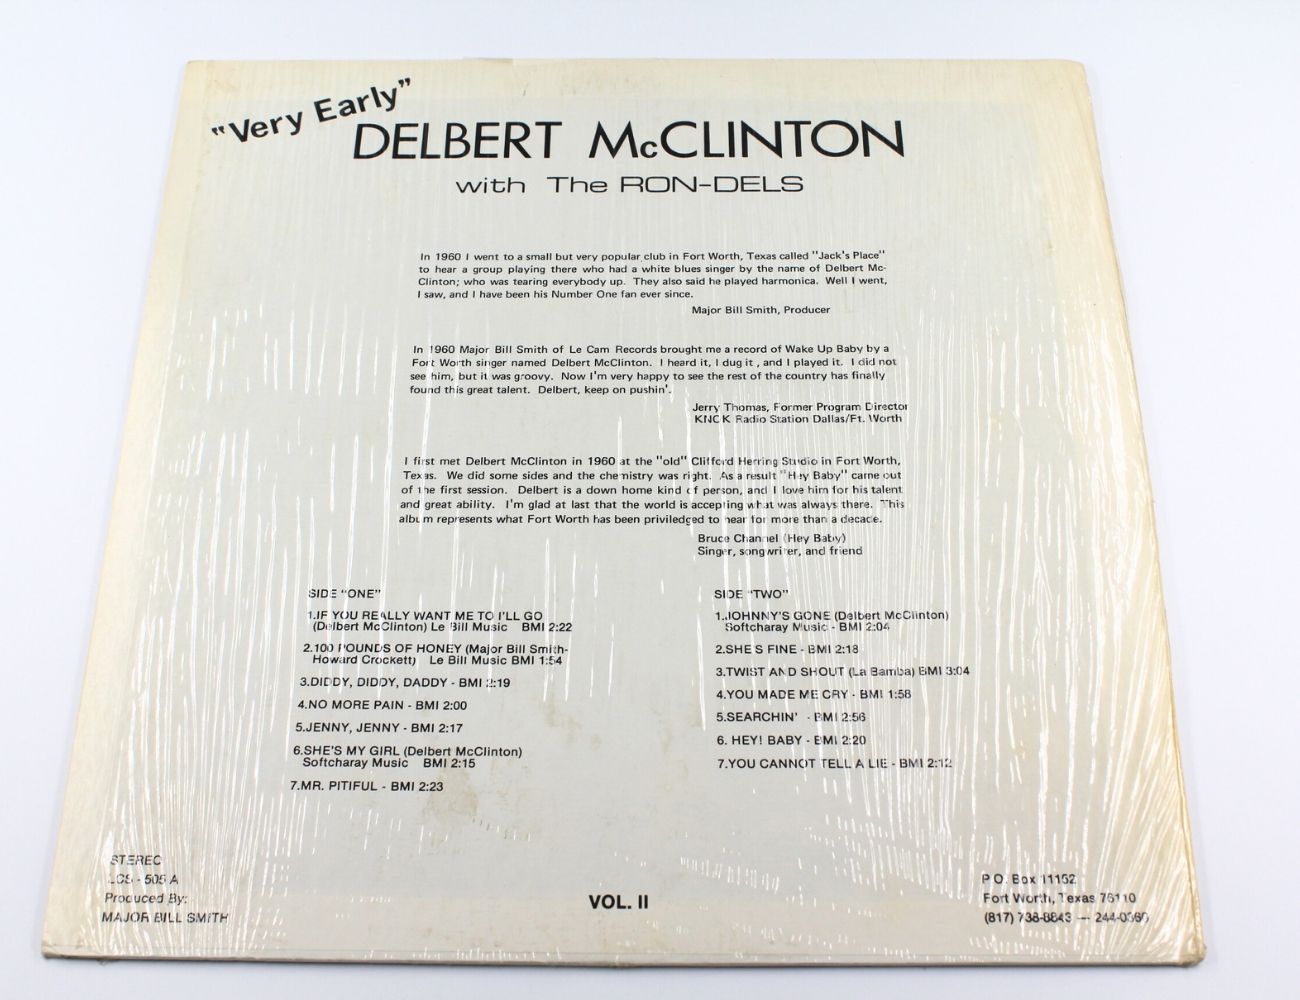 "Very Early"
DELBERT McCLINTON
with The RON-DELS
In 1960 I went to a small but very popular club in Fort Worth, Texas called "Jack's Place"
to hear a group playing there who had a white blues singer by the name of Delbert Mc-
Clinton; who was tearing everybody up. They also said he played harmonica. Well I went,
I saw, and I have been his Number One fan ever since.
Major Bill Smith, Producer
In 1960 Major Bill Smith of Le Cam Records brought me a record of Wake Up Baby by a
Fort Worth singer named Delbert McClinton. I heard it, I dug it , and I played it. I did not
see him, but it was groovy. Now I'm very happy to see the rest of the country has finally
found this great talent. Delbert, keep on pushin'.
Jerry Thomas, Former Program Director
KNOK Radio Station Dallas/Ft. Worth
I first met Delbert McClinton in 1960 at the "old" Clifford Herring Studio in Fort Worth,
Texas. We did some sides and the chemistry was right. As a result "Hey Baby" came out
of the first session. Delbert is a down home kind of person, and I love him for his talent
and great ability. I'm glad at last that the world is accepting what was always there. This
album represents what Fort Worth has been priviledged to hear for more than a decade.
Bruce Channel (Hey Baby)
Singer, songwriter, and friend
SIDE "ONE"
1.IF YOU REALLY WANT ME TO I'LL GO
(Delbert McClinton) Le Bill Music BMI 2:22
2.100 POUNDS OF HONEY (Major Bill Smith-
Howard Crockett) Le Bill Music BMI 1:54
3.DIDDY, DIDDY, DADDY - BMI 2:19
4.NO MORE PAIN - BMI 2:00
5.JENNY, JENNY - BMI 2:17
6.SHE'S MY GIRL (Delbert McClinton)
Softcharay Music BMI 2:15
7.MR. PITIFUL - BMI 2:23
SIDE "TWO"
1.JOHNNY'S GONE (Delbert McClinton)
Softcharay Music - BMI 2:04
2.SHE'S FINE - BMI 2:18
3.TWIST AND SHOUT (La Bamba) BMI 3:04
4.YOU MADE ME CRY - BMI 1:58
5.SEARCHIN' - BMI 2:56
6. HEY! BABY - BMI 2:20
7.YOU CANNOT TELL A LIE - BMI 2:12
STEREO
LCS - 505 A
Produced By:
MAJOR BILL SMITH
VOL. II
P.O. Box 11152
Fort Worth, Texas 76110
(817) 738-8843 —